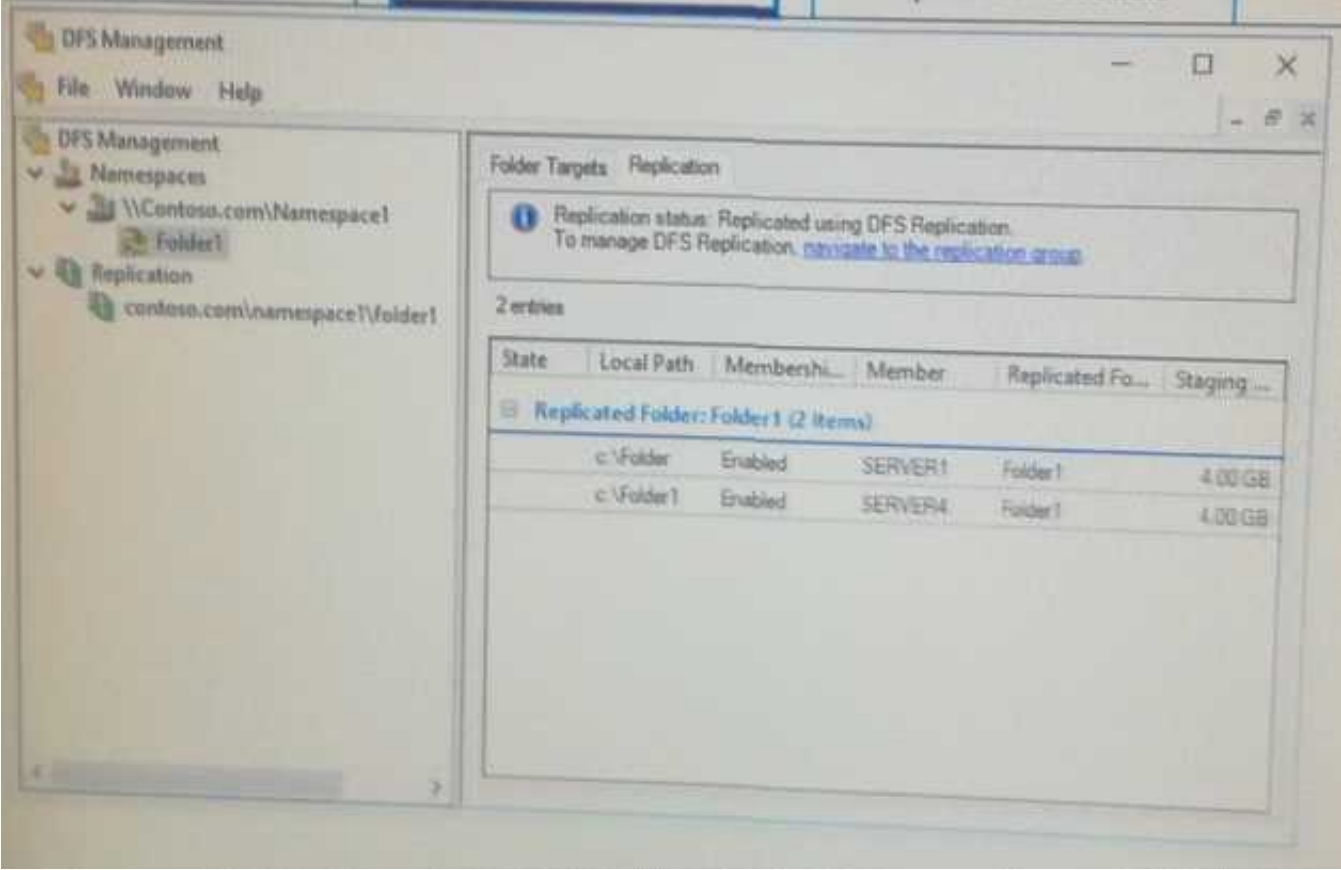 DFS Management
File Window Help
DFS Management
Namespaces
\\Contoso.com\Namespace1
Folder1
Replication
contoso.com\namespace1\folder1
Folder Targets Replication
Replication status: Replicated using DFS Replication.
To manage DFS Replication, navigate to the replication group.
2 entries
State Local Path Membershi... Member Replicated Fo... Staging ...
Replicated Folder: Folder1 (2 items)
c:\Folder Enabled SERVER1 Folder1 4.00 GB
c:\Folder1 Enabled SERVER4 Folder1 4.00 GB